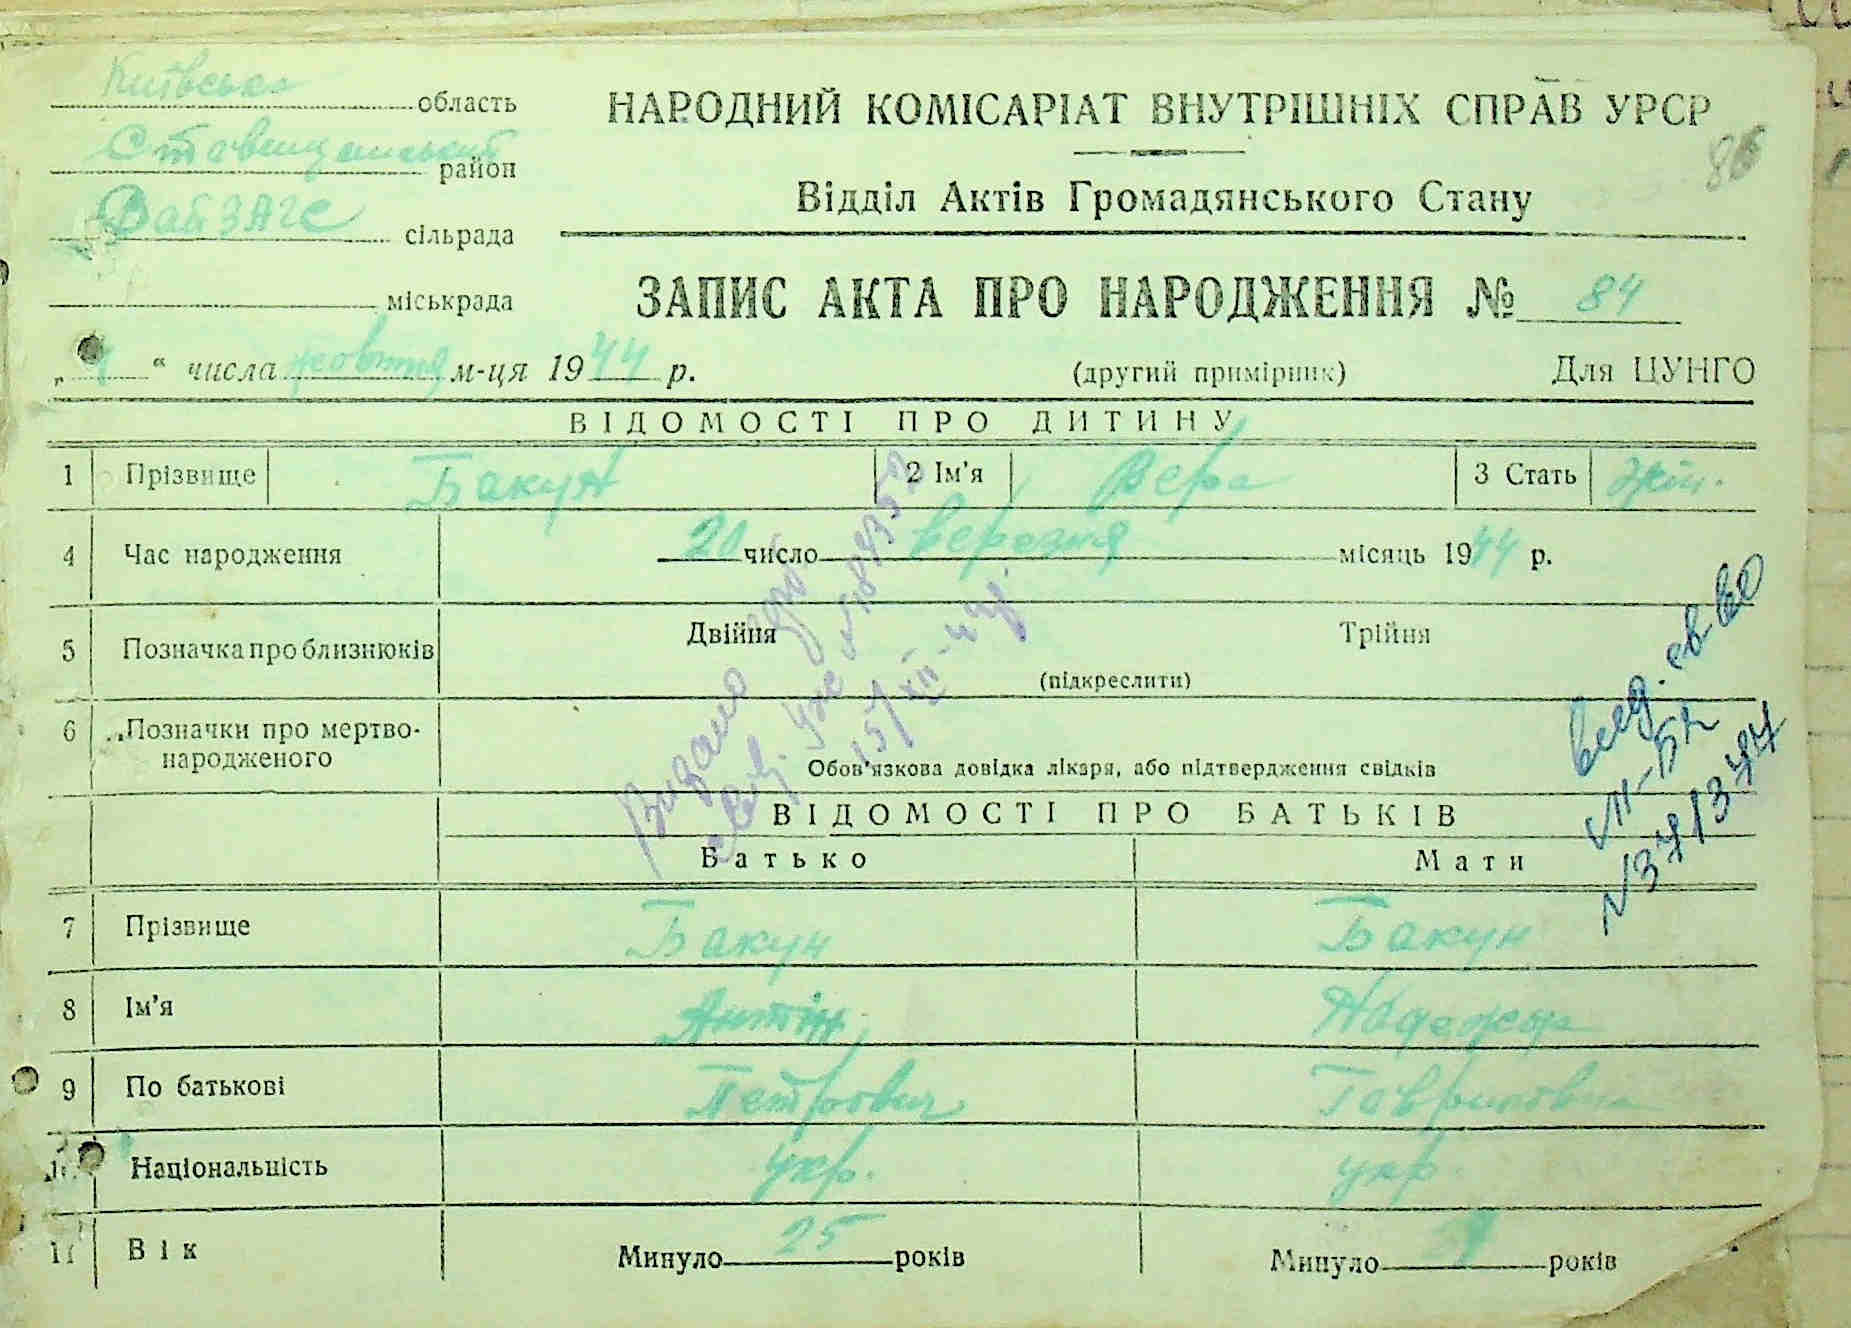 Київська область
Ставищанський район
РайЗАГС сільрада
міськрада
НАРОДНИЙ КОМІСАРІАТ ВНУТРІШНІХ СПРАВ УРСР
Відділ Актів Громадянського Стану
ЗАПИС АКТА ПРО НАРОДЖЕННЯ № 84
„ “ числа жовтня м-ця 1944 р.
(другий примірник) Для ЦУНГО
ВІДОМОСТІ ПРО ДИТИНУ
1 Прізвище Бакун 2 Ім'я Вера 3 Стать жін.
4 Час народження 20 число березня місяць 1944 р.
5 Позначка про близнюків Двійня Трійня
(підкреслити)
6 Позначки про мертво-
народженого
Обов'язкова довідка лікаря, або підтвердження свідків
Видано
ВІДОМОСТІ ПРО БАТЬКІВ
Батько Мати
7 Прізвище Бакун Бакун
8 Ім'я Антін Надежда
9 По батькові Петрович Гавриловна
10 Національність укр. укр.
11 Вік Минуло 25 років Минуло років